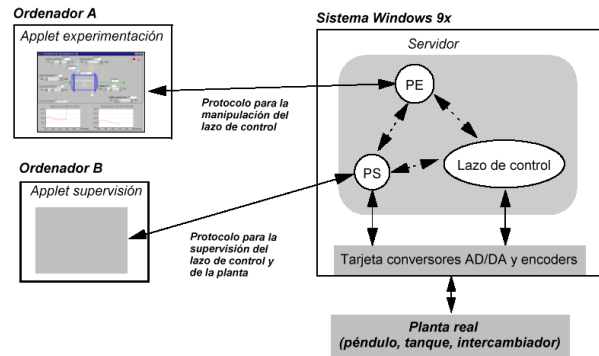 Ordenador A
Applet experimentación
Protocolo para la
manipulación del
lazo de control
Ordenador B
Applet supervisión
Protocolo para la
supervisión del
lazo de control y
de la planta
Sistema Windows 9x
Servidor
PE
PS
Lazo de control
Tarjeta conversores AD/DA y encoders
Planta real
(péndulo, tanque, intercambiador)